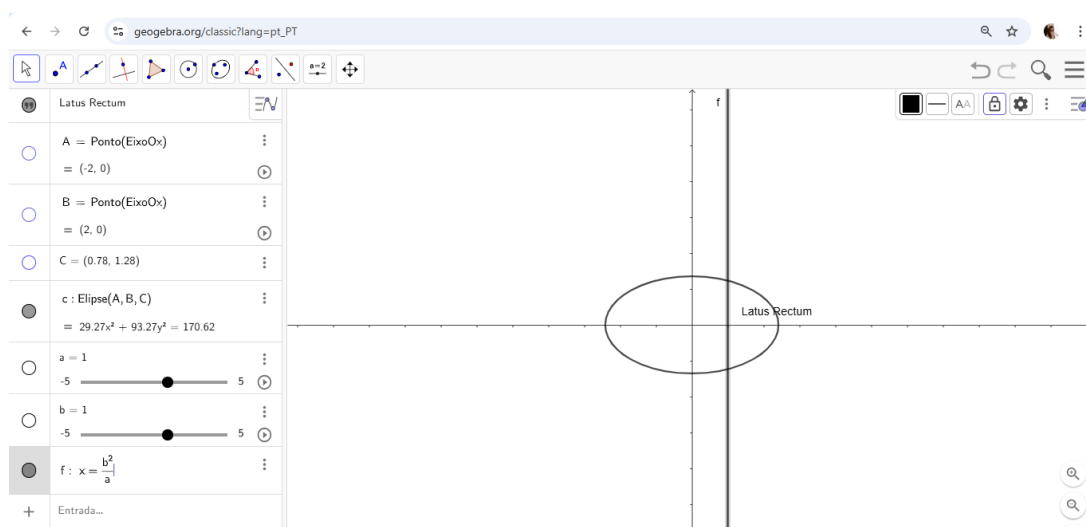 geogebra.org/classic?lang=pt_PT
A
a=2
Latus Rectum
A = Ponto(EixoOx)
= (-2, 0)
B = Ponto(EixoOx)
= (2, 0)
C = (0.78, 1.28)
c : Elipse(A, B, C)
= 29.27x² + 93.27y² = 170.62
a = 1
-5 5
b = 1
-5 5
f : x = b²/a
Entrada...
f
AA
Latus Rectum